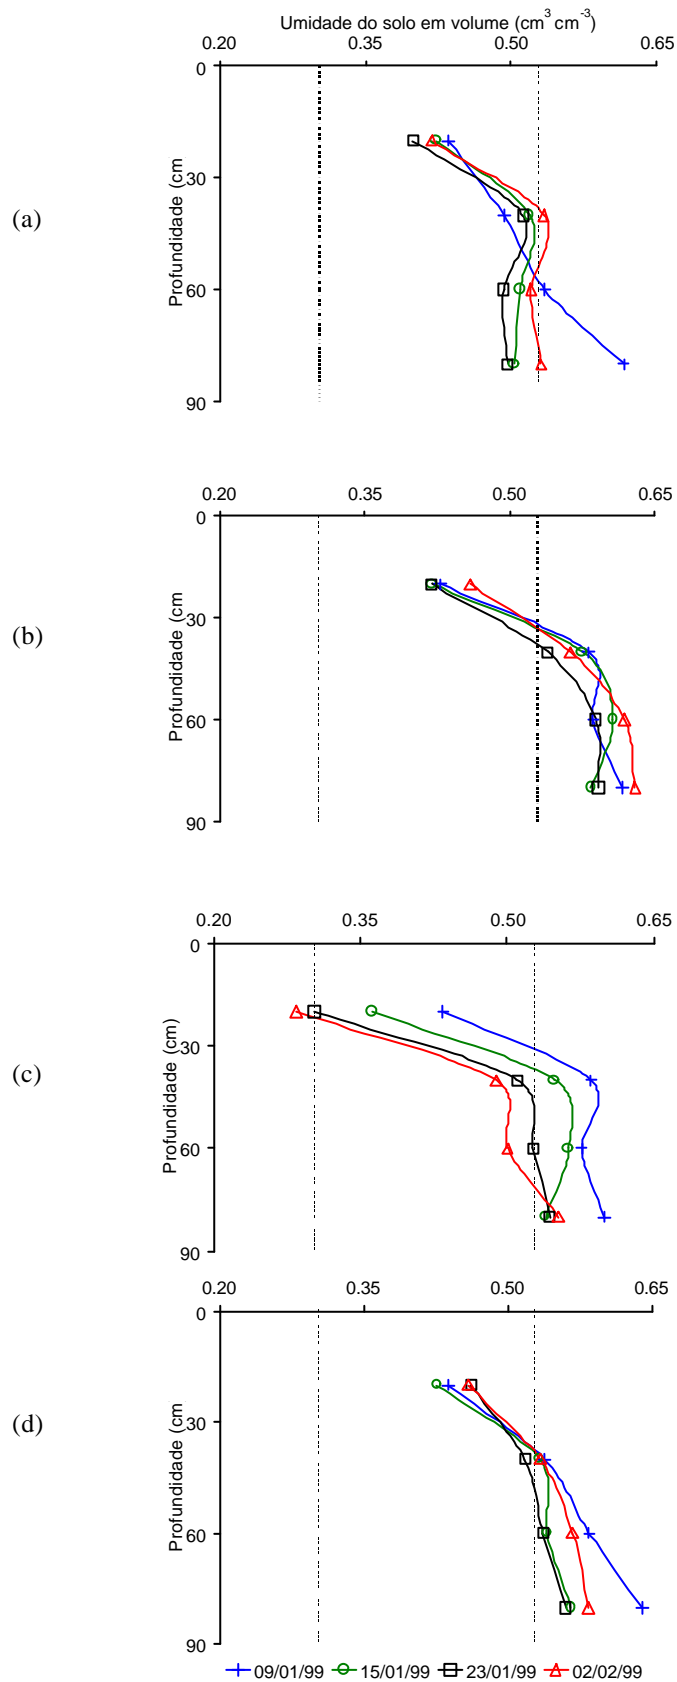 Umidade do solo em volume (cm³ cm⁻³)
0.20 0.35 0.50 0.65
0
30
60
90
Profundidade (cm
(a)
0.20 0.35 0.50 0.65
0
30
60
90
Profundidade (cm
(b)
0.20 0.35 0.50 0.65
0
30
60
90
Profundidade (cm)
(c)
0.20 0.35 0.50 0.65
0
30
60
90
Profundidade (cm
(d)
09/01/99 15/01/99 23/01/99 02/02/99